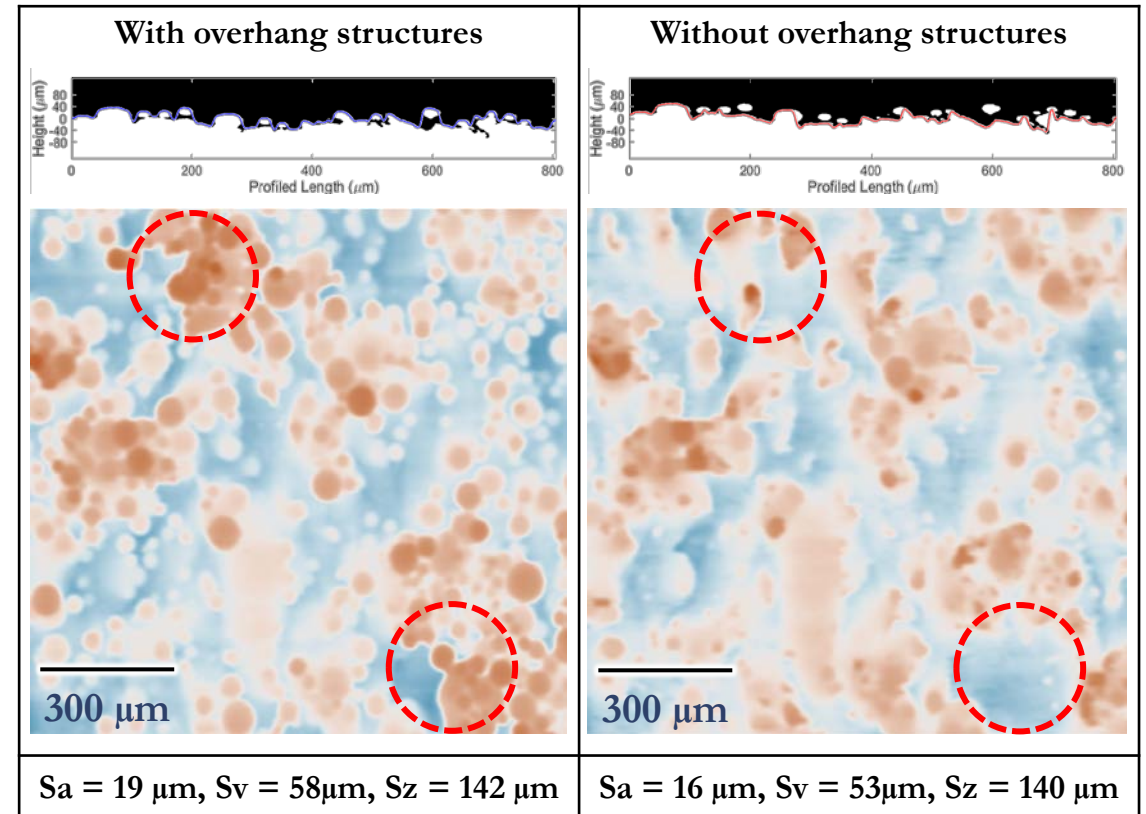 With overhang structures
Without overhang structures
Height (μm)
80
40
0
-40
-80
0
200
400
600
800
Profiled Length (μm)
Height (μm)
80
40
0
-40
-80
0
200
400
600
800
Profiled Length (μm)
300 μm
300 μm
Sa = 19 μm, Sv = 58μm, Sz = 142 μm
Sa = 16 μm, Sv = 53μm, Sz = 140 μm